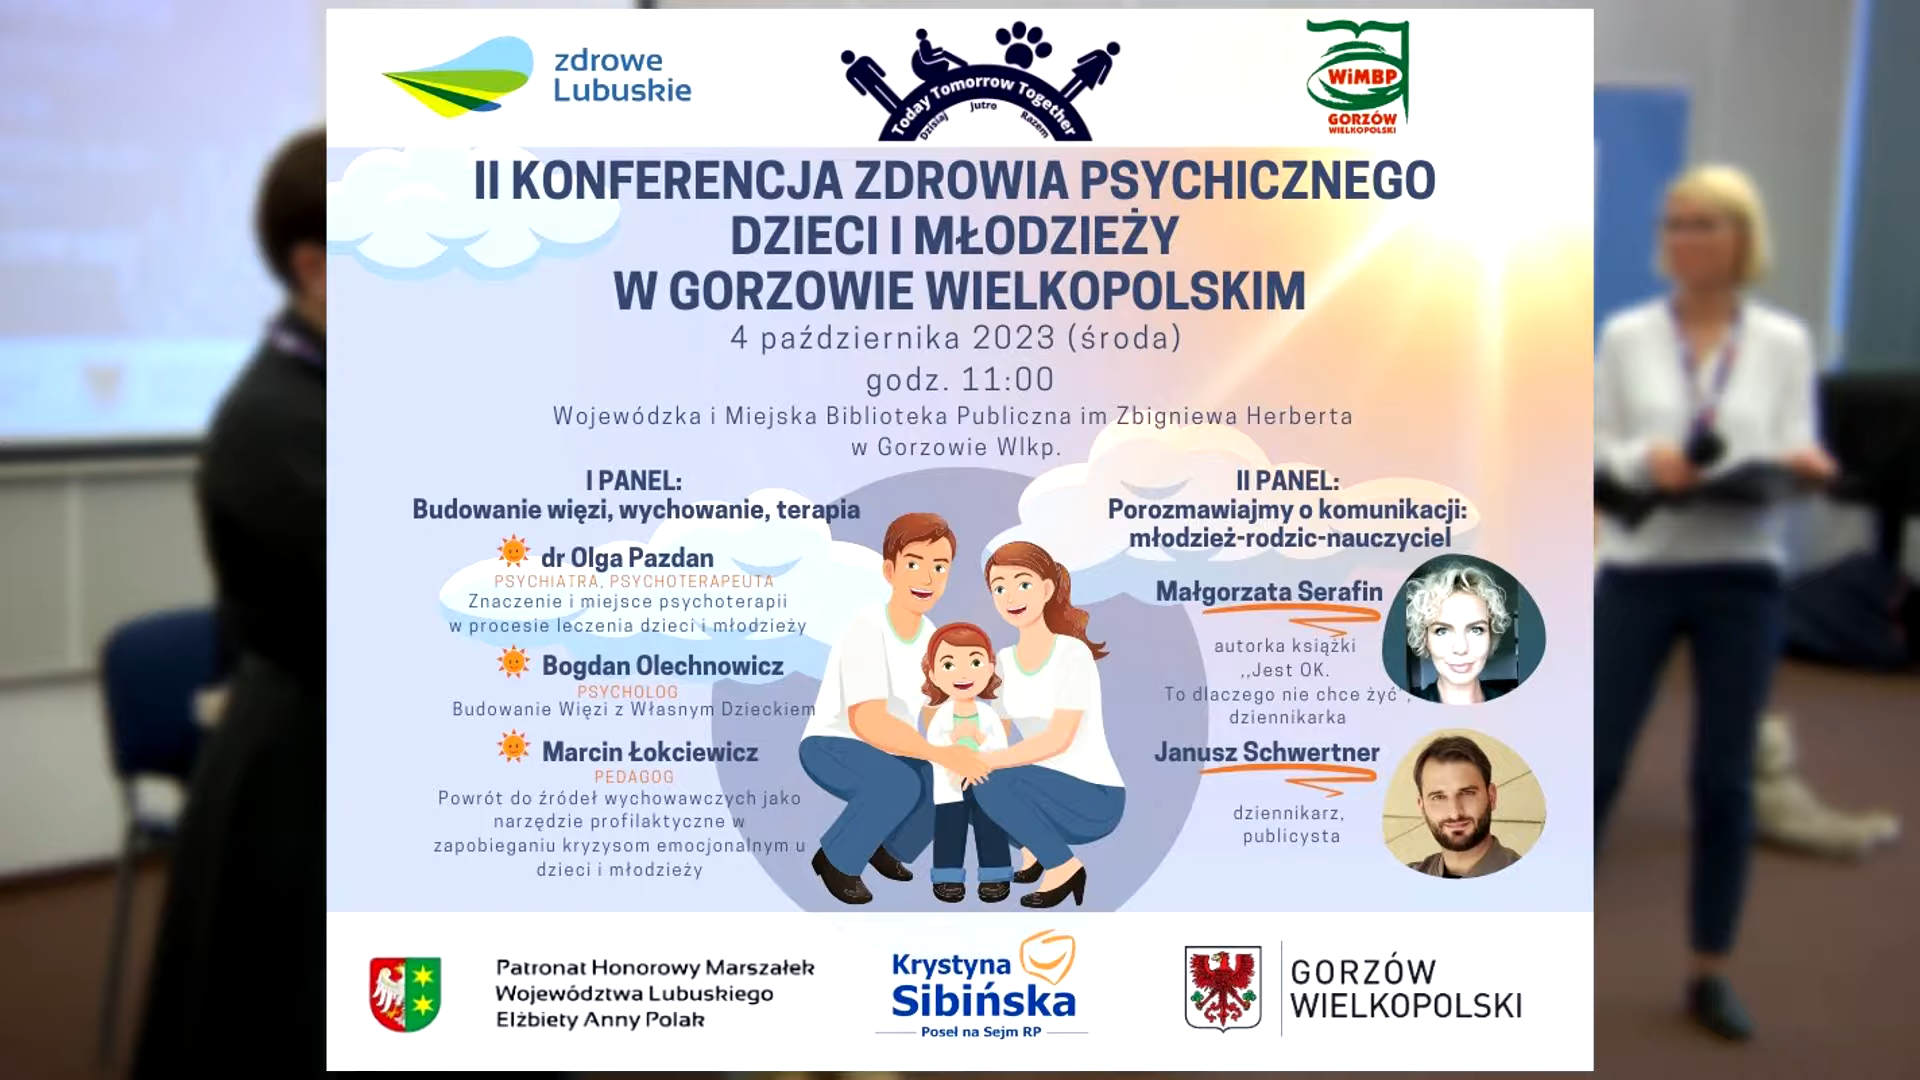 zdrowe
Lubuskie
Today Tomorrow Together
Dzisiaj Jutro Razem
WiMBP
GORZÓW
WIELKOPOLSKI
II KONFERENCJA ZDROWIA PSYCHICZNEGO
DZIECI I MŁODZIEŻY
W GORZOWIE WIELKOPOLSKIM
4 października 2023 (środa)
godz. 11:00
Wojewódzka i Miejska Biblioteka Publiczna im Zbigniewa Herberta
w Gorzowie Wlkp.
I PANEL:
Budowanie więzi, wychowanie, terapia
dr Olga Pazdan
PSYCHIATRA, PSYCHOTERAPEUTA
Znaczenie i miejsce psychoterapii
w procesie leczenia dzieci i młodzieży
Bogdan Olechnowicz
PSYCHOLOG
Budowanie Więzi z Własnym Dzieckiem
Marcin Łokciewicz
PEDAGOG
Powrót do źródeł wychowawczych jako
narzędzie profilaktyczne w
zapobieganiu kryzysom emocjonalnym u
dzieci i młodzieży
II PANEL:
Porozmawiajmy o komunikacji:
młodzież-rodzic-nauczyciel
Małgorzata Serafin
autorka książki
,,Jest OK.
To dlaczego nie chce żyć",
dziennikarka
Janusz Schwertner
dziennikarz,
publicysta
Patronat Honorowy Marszałek
Województwa Lubuskiego
Elżbiety Anny Polak
Krystyna
Sibińska
Poseł na Sejm RP
GORZÓW
WIELKOPOLSKI